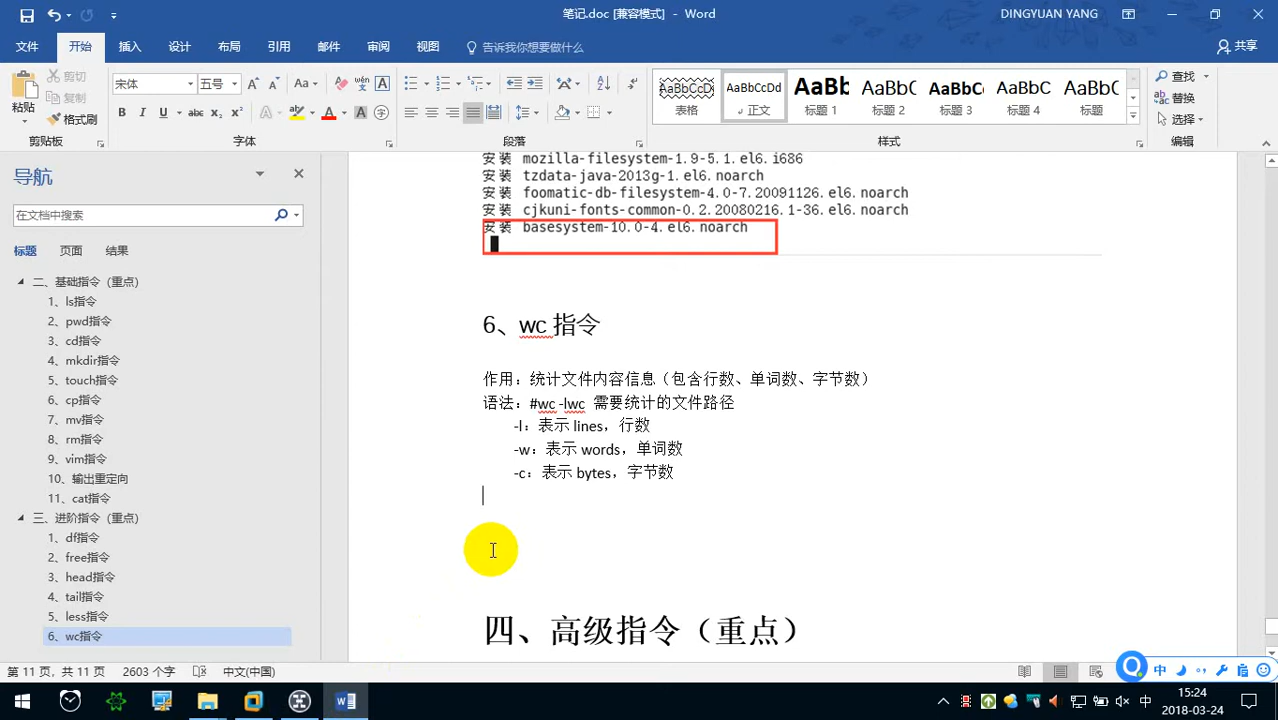 笔记.doc [兼容模式] - Word
DINGYUAN YANG
文件 开始 插入 设计 布局 引用 邮件 审阅 视图 告诉我你想要做什么 共享
粘贴 剪切 复制 格式刷
宋体 五号
AaBbCcDd AaBbCcDd AaBb AaBbC AaBbC AaBbC AaBbC
表格 正文 标题 1 标题 2 标题 3 标题 4 标题
查找 替换 选择
剪贴板 字体 段落 样式 编辑
导航
在文档中搜索
标题 页面 结果
二、基础指令（重点）
1、ls指令
2、pwd指令
3、cd指令
4、mkdir指令
5、touch指令
6、cp指令
7、mv指令
8、rm指令
9、vim指令
10、输出重定向
11、cat指令
三、进阶指令（重点）
1、df指令
2、free指令
3、head指令
4、tail指令
5、less指令
6、wc指令
安装 mozilla-filesystem-1.9-5.1.el6.i686
安装 tzdata-java-2013g-1.el6.noarch
安装 foomatic-db-filesystem-4.0-7.20091126.el6.noarch
安装 cjkuni-fonts-common-0.2.20080216.1-36.el6.noarch
安装 basesystem-10.0-4.el6.noarch
6、wc 指令
作用：统计文件内容信息（包含行数、单词数、字节数）
语法：#wc -lwc 需要统计的文件路径
-l：表示 lines，行数
-w：表示 words，单词数
-c：表示 bytes，字节数
四、高级指令（重点）
第 11 页，共 11 页 2603 个字 中文(中国)
中
中 15:24
2018-03-24